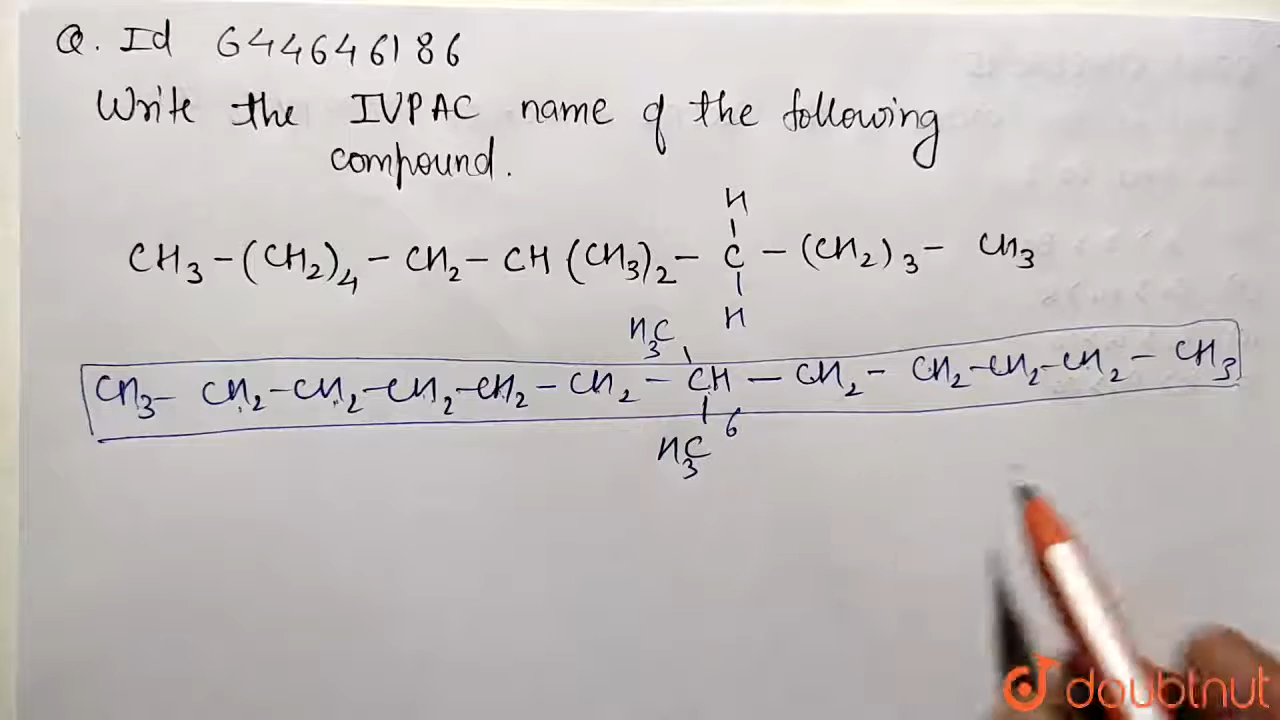 Q. Id 644646186
Write the IUPAC name of the following
compound.
H
CH3 - (CH2)4 - CH2 - CH (CH3)2 - C - (CH2)3 - CH3
H
H3C
CH3 - CH2 - CH2 - CH2 - CH2 - CH2 - CH - CH2 - CH2 - CH2 - CH2 - CH3
6
H3C
doubtnut